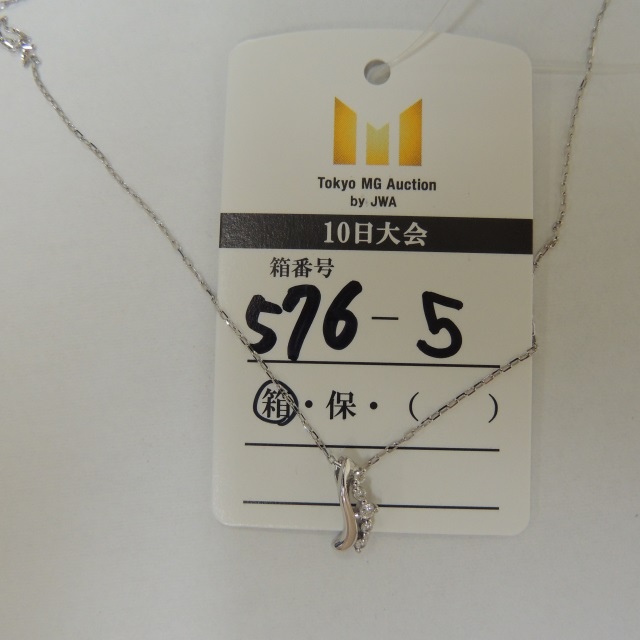 Tokyo MG Auction
by JWA
10日大会
箱番号
576-5
箱・保・（　　）